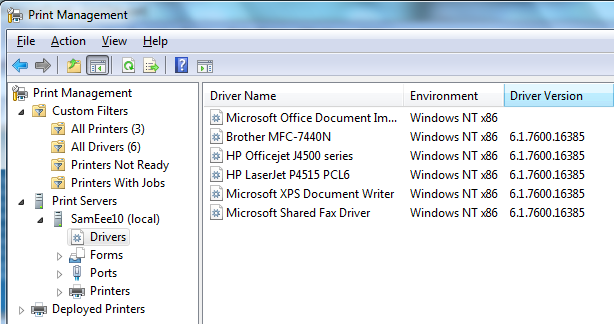 Print Management
File Action View Help
Print Management
Custom Filters
All Printers (3)
All Drivers (6)
Printers Not Ready
Printers With Jobs
Print Servers
SamEee10 (local)
Drivers
Forms
Ports
Printers
Deployed Printers
Driver Name Environment Driver Version
Microsoft Office Document Im... Windows NT x86
Brother MFC-7440N Windows NT x86 6.1.7600.16385
HP Officejet J4500 series Windows NT x86 6.1.7600.16385
HP LaserJet P4515 PCL6 Windows NT x86 6.1.7600.16385
Microsoft XPS Document Writer Windows NT x86 6.1.7600.16385
Microsoft Shared Fax Driver Windows NT x86 6.1.7600.16385